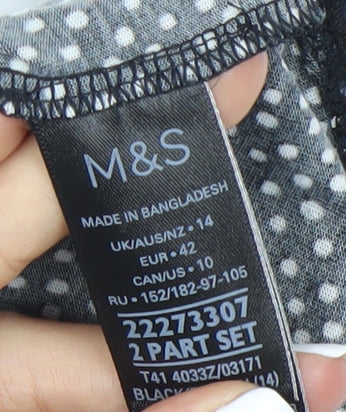 M&S
MADE IN BANGLADESH
UK/AUS/NZ • 14
EUR • 42
CAN/US • 10
RU • 152/182-97-105
22273307
2 PART SET
T41 4033Z/03171
(14)